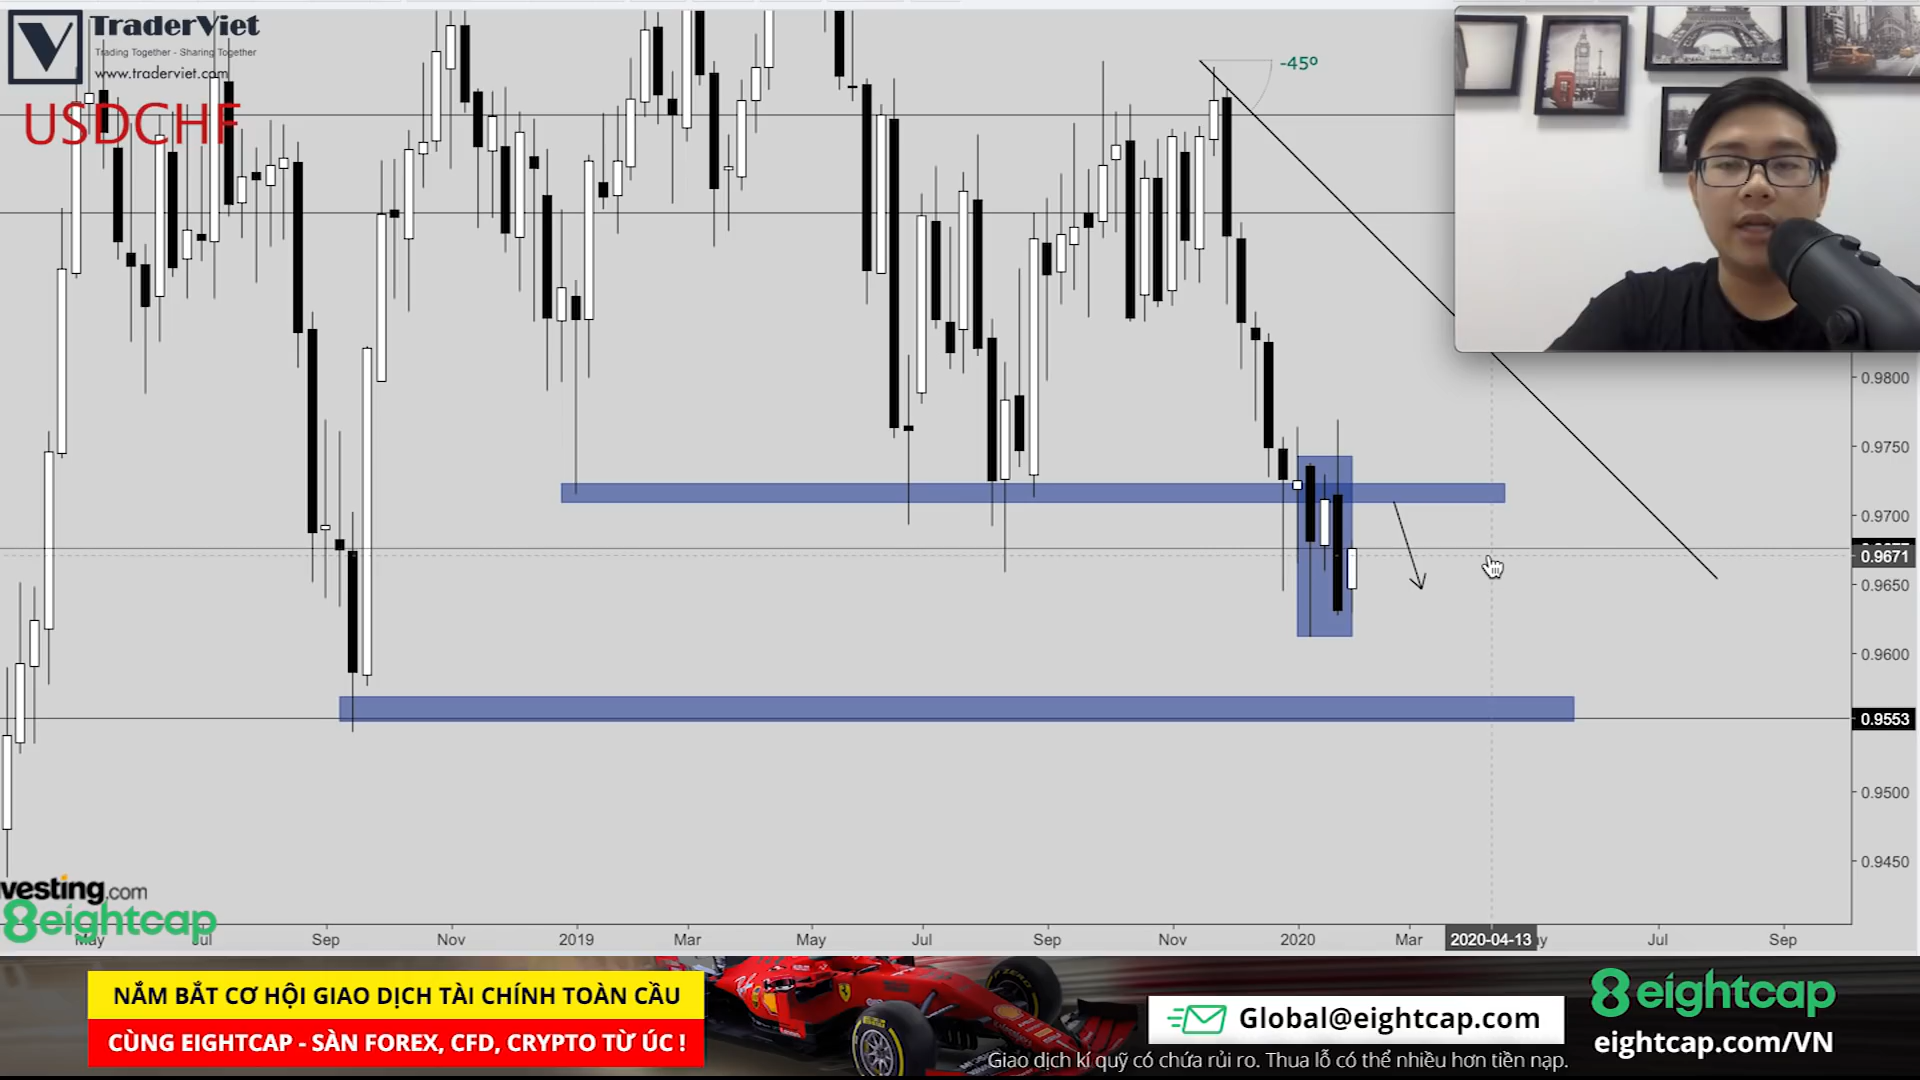 TraderViet
Trading Together - Sharing Together
www.traderviet.com
USDCHF
-45º
0.9800
0.9750
0.9700
0.9671
0.9650
0.9600
0.9553
0.9500
0.9450
vesting.com
8eightcap
May Jul Sep Nov 2019 Mar May Jul Sep Nov 2020 Mar 2020-04-13 Jul Sep
NẮM BẮT CƠ HỘI GIAO DỊCH TÀI CHÍNH TOÀN CẦU
CÙNG EIGHTCAP - SÀN FOREX, CFD, CRYPTO TỪ ÚC !
Global@eightcap.com
Giao dịch kí quỹ có chứa rủi ro. Thua lỗ có thể nhiều hơn tiền nạp.
8eightcap
eightcap.com/VN